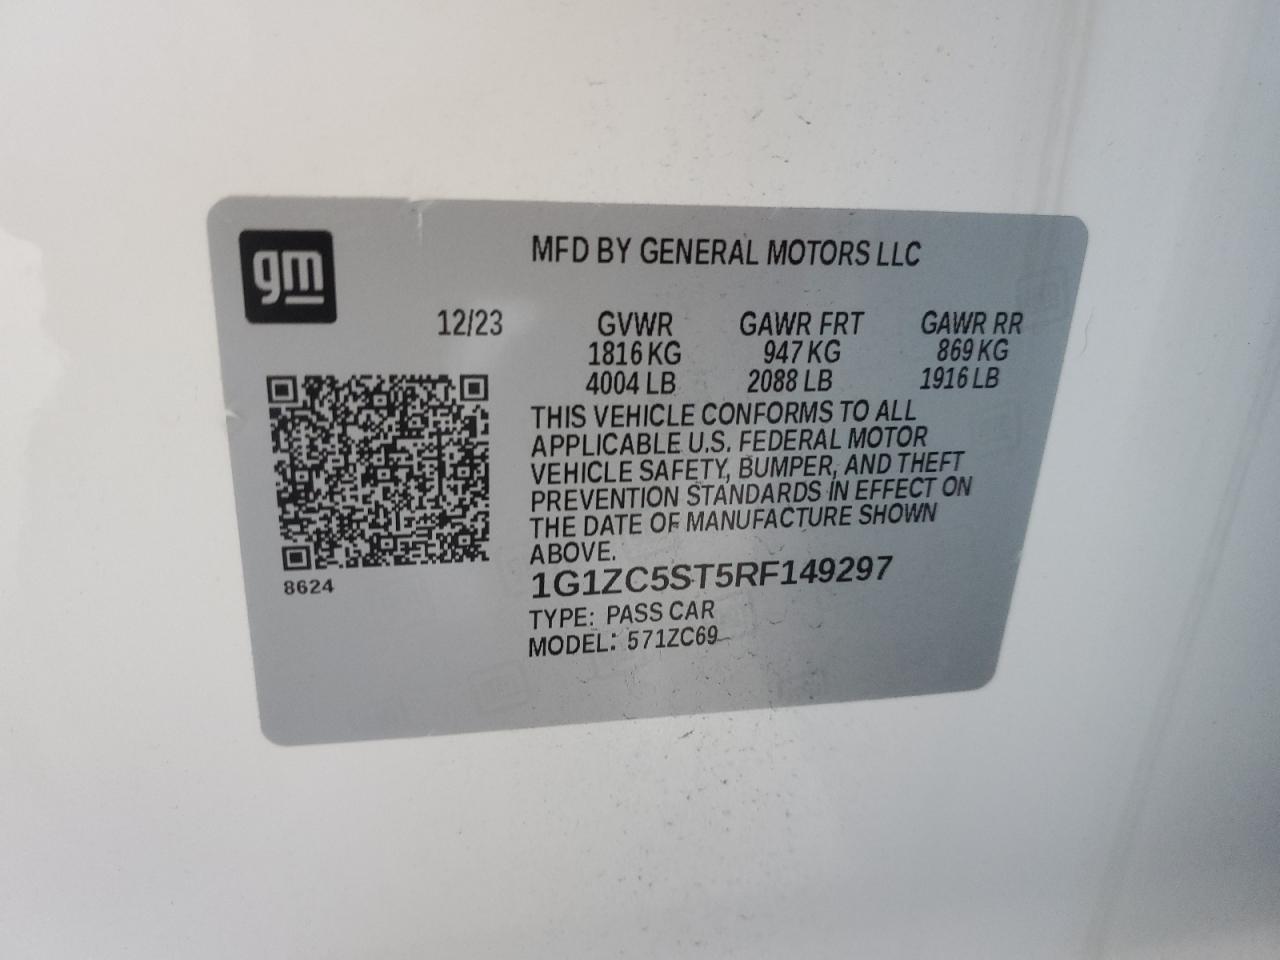 gm
MFD BY GENERAL MOTORS LLC
12/23 GVWR GAWR FRT GAWR RR
1816 KG 947 KG 869 KG
4004 LB 2088 LB 1916 LB
THIS VEHICLE CONFORMS TO ALL
APPLICABLE U.S. FEDERAL MOTOR
VEHICLE SAFETY, BUMPER, AND THEFT
PREVENTION STANDARDS IN EFFECT ON
THE DATE OF MANUFACTURE SHOWN
ABOVE.
8624
1G1ZC5ST5RF149297
TYPE: PASS CAR
MODEL: 571ZC69